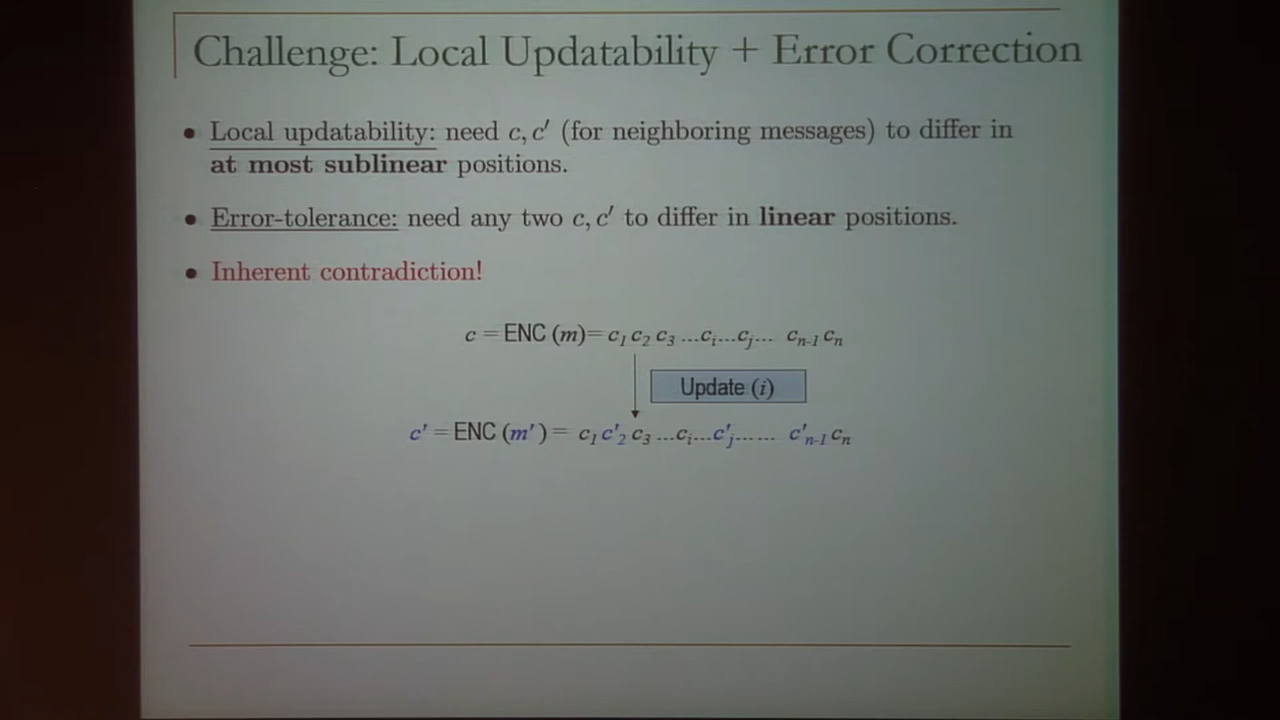 Challenge: Local Updatability + Error Correction
• Local updatability: need c, c′ (for neighboring messages) to differ in
at most sublinear positions.
• Error-tolerance: need any two c, c′ to differ in linear positions.
• Inherent contradiction!
c = ENC (m)= c₁ c₂ c₃ ...cᵢ...cⱼ... cₙ₋₁ cₙ
Update (i)
c′ = ENC (m′) = c₁ c′₂ c₃ ...cᵢ...c′ⱼ...... c′ₙ₋₁ cₙ